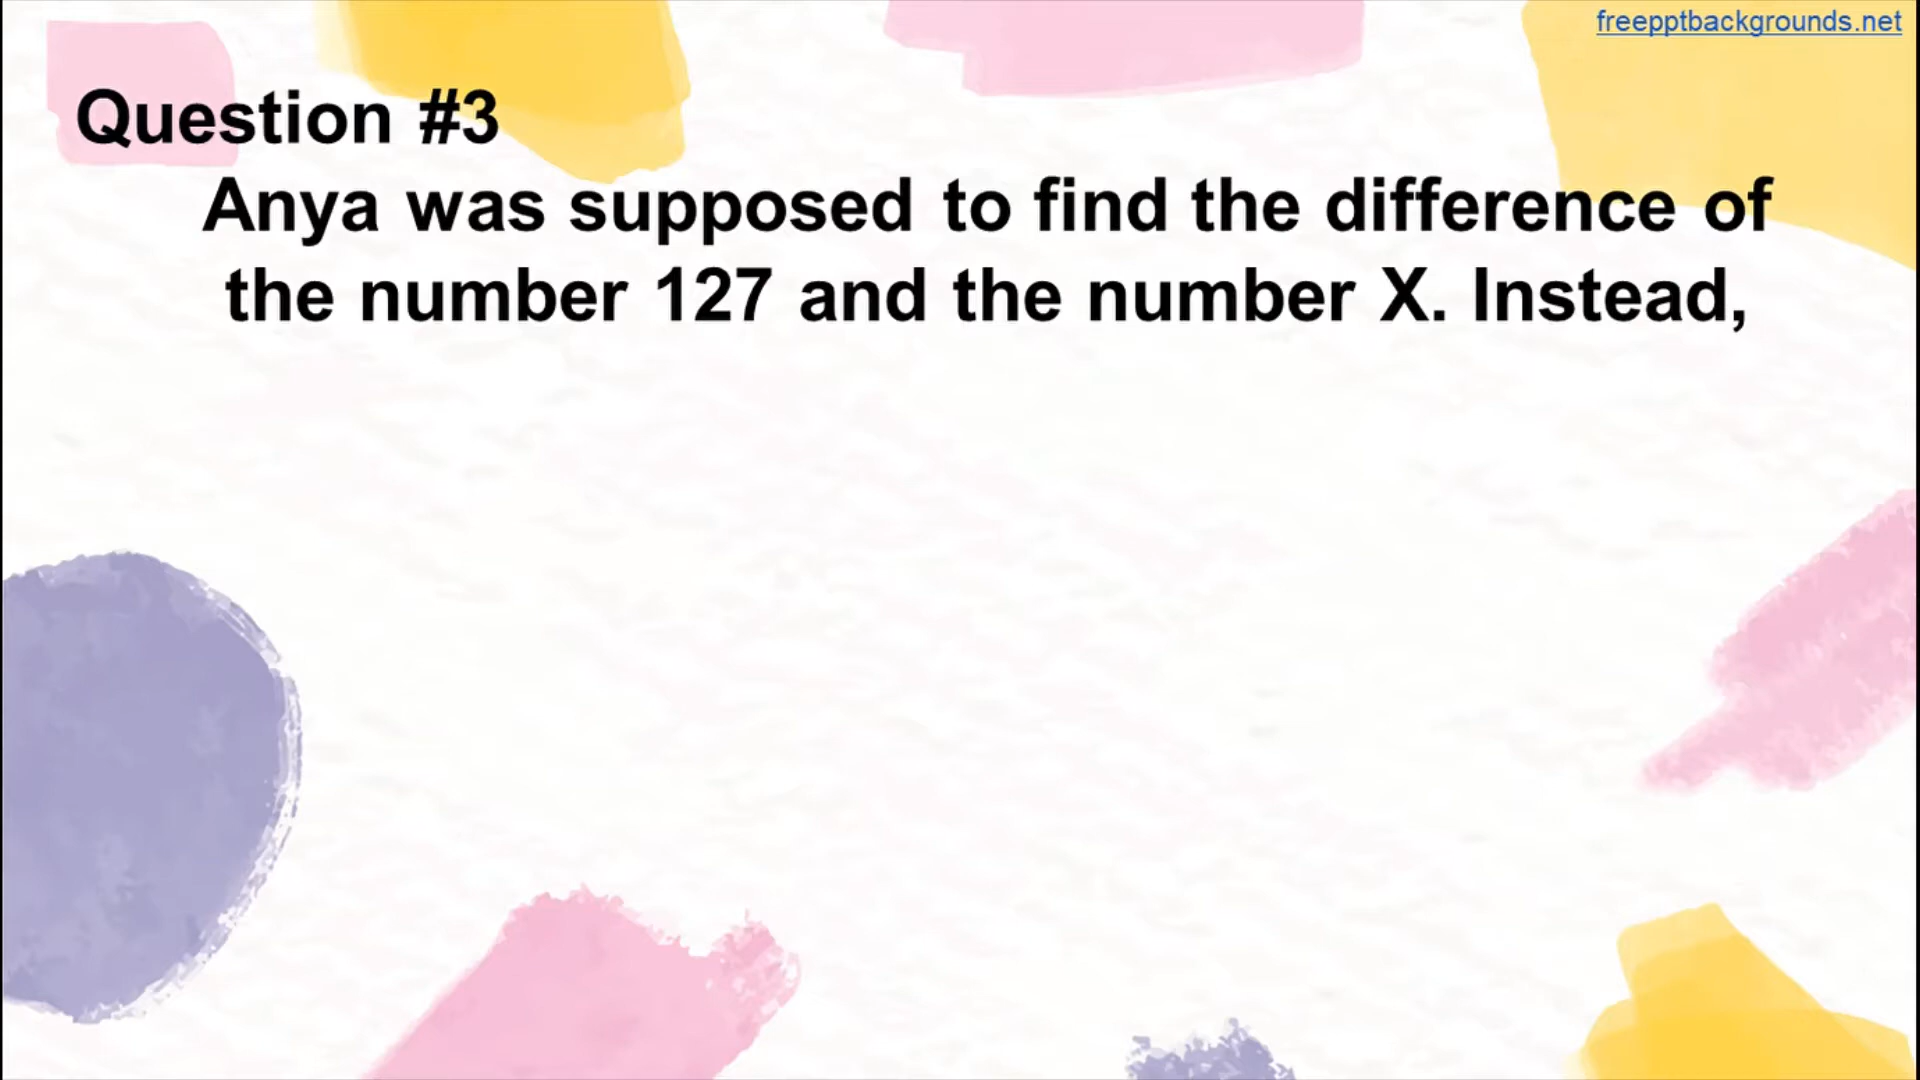 freepptbackgrounds.net
Question #3
Anya was supposed to find the difference of
the number 127 and the number X. Instead,